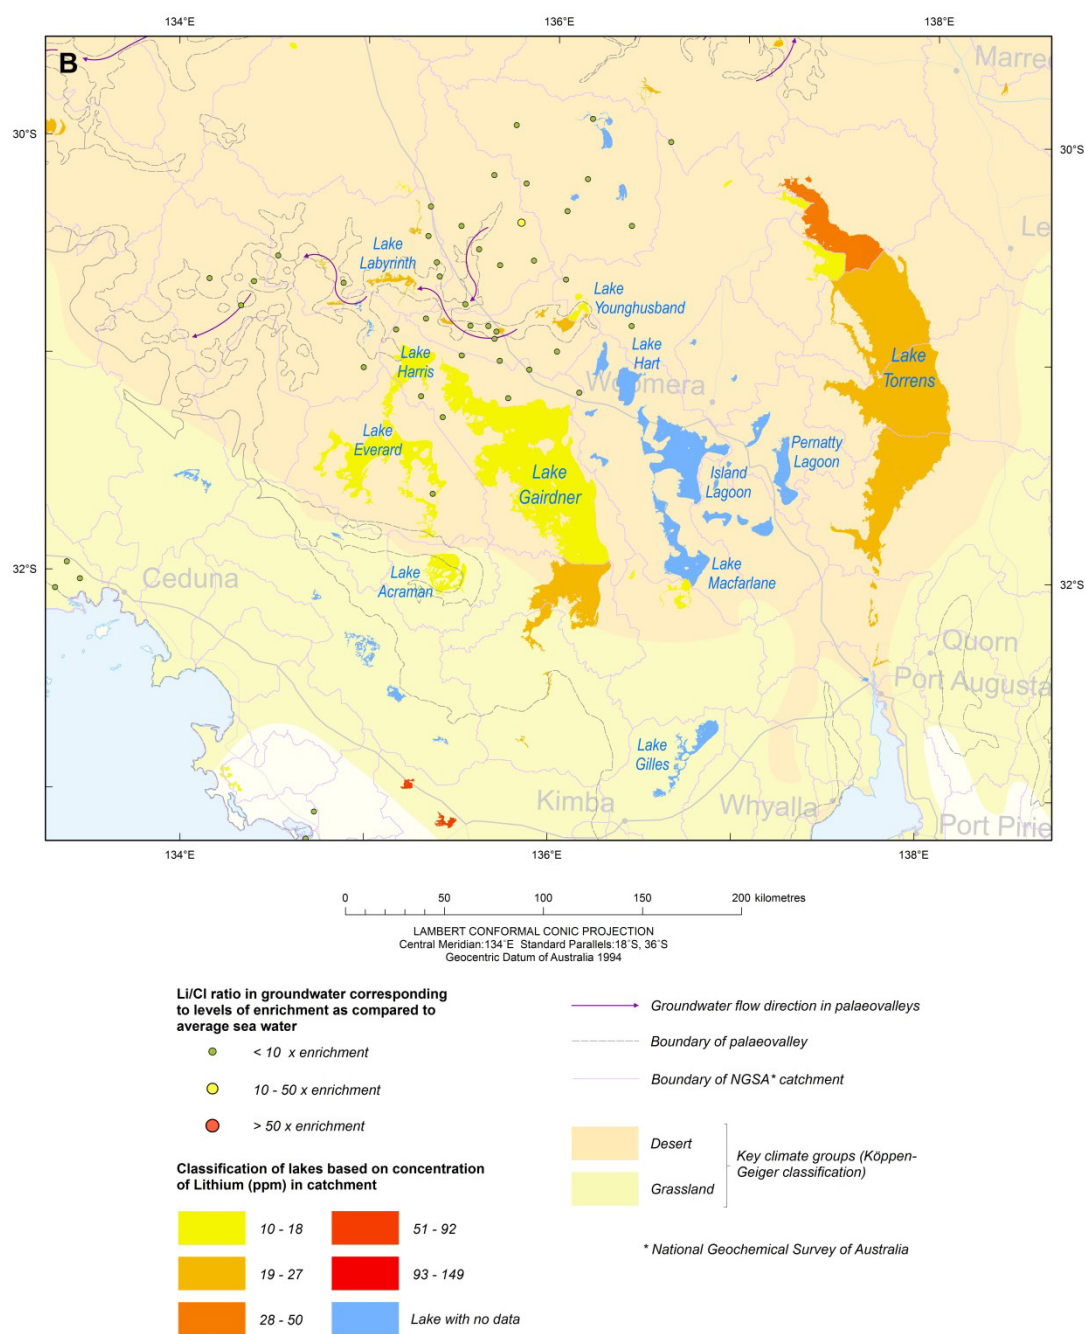 134°E 136°E 138°E
B
Marree
30°S 30°S
Le
Lake
Labyrinth
Lake
Younghusband
Lake
Hart
Lake
Harris
Woomera
Lake
Torrens
Lake
Everard
Pernatty
Lagoon
Lake
Gairdner
Island
Lagoon
32°S 32°S
Ceduna
Lake
Acraman
Lake
Macfarlane
Quorn
Port Augusta
Lake
Gilles
Kimba
Whyalla
Port Pirie
134°E 136°E 138°E
0 50 100 150 200 kilometres
LAMBERT CONFORMAL CONIC PROJECTION
Central Meridian:134°E Standard Parallels:18°S, 36°S
Geocentric Datum of Australia 1994
Li/Cl ratio in groundwater corresponding
to levels of enrichment as compared to
average sea water
< 10 x enrichment
10 - 50 x enrichment
> 50 x enrichment
Classification of lakes based on concentration
of Lithium (ppm) in catchment
10 - 18
19 - 27
28 - 50
51 - 92
93 - 149
Lake with no data
Groundwater flow direction in palaeovalleys
Boundary of palaeovalley
Boundary of NGSA* catchment
Desert
Grassland
Key climate groups (Köppen-
Geiger classification)
* National Geochemical Survey of Australia